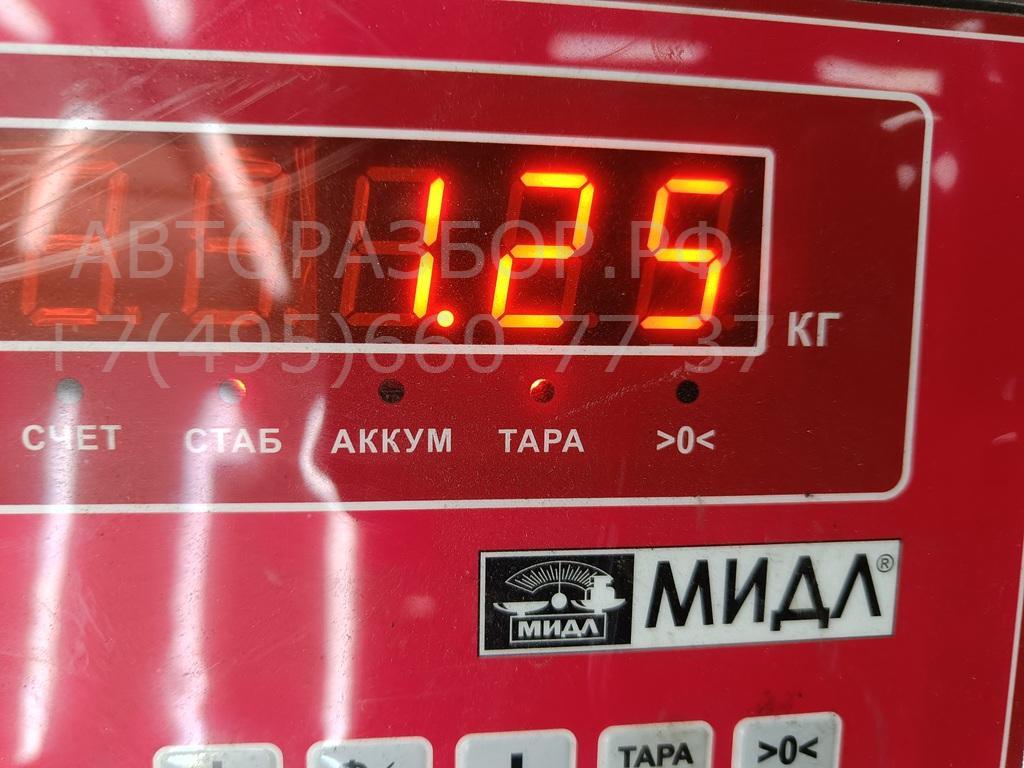 1.25
КГ
АВТОРАЗБОР.РФ
+7(495)660-77-37
СЧЕТ СТАБ АККУМ ТАРА >0<
МИДЛ МИДЛ®
ТАРА >0<